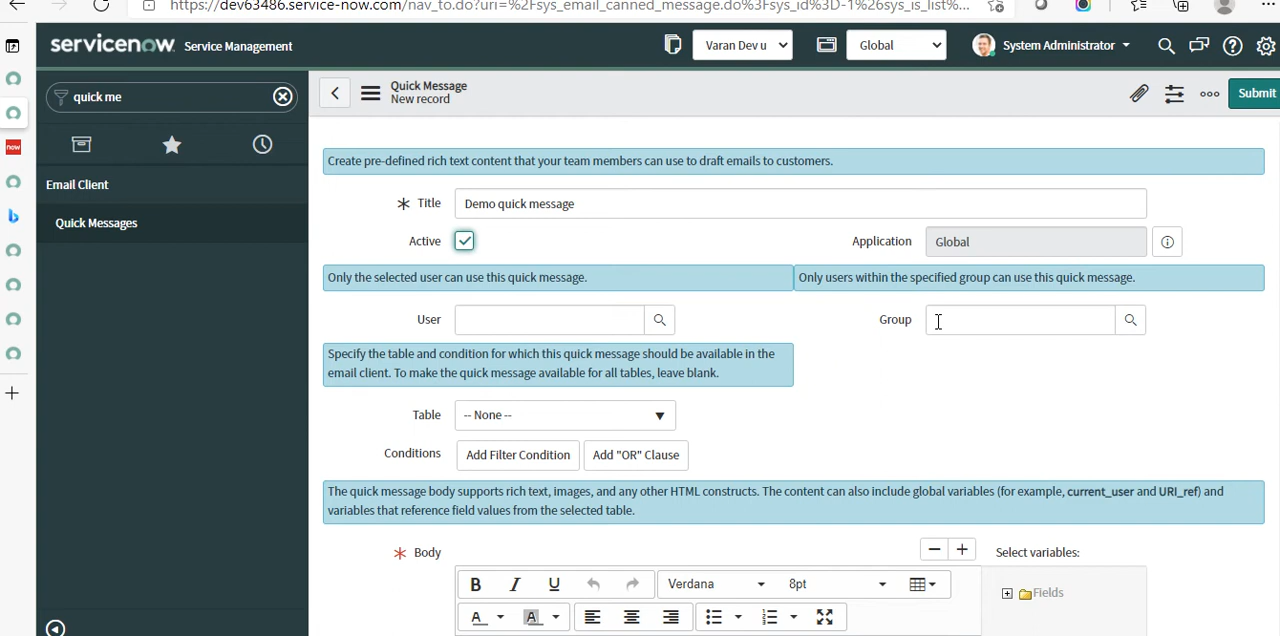 https://dev63486.service-now.com/nav_to.do?uri=%2Fsys_email_canned_message.do%3Fsys_id%3D-1%26sys_is_list%...
servicenow. Service Management
Varan Dev u
Global
System Administrator
quick me
Quick Message
New record
Submit
now
Email Client
Quick Messages
Create pre-defined rich text content that your team members can use to draft emails to customers.
Title
Demo quick message
Active
Application
Global
Only the selected user can use this quick message.
Only users within the specified group can use this quick message.
User
Group
Specify the table and condition for which this quick message should be available in the
email client. To make the quick message available for all tables, leave blank.
Table
-- None --
Conditions
Add Filter Condition
Add "OR" Clause
The quick message body supports rich text, images, and any other HTML constructs. The content can also include global variables (for example, current_user and URI_ref) and
variables that reference field values from the selected table.
Body
Select variables:
B I U Verdana 8pt
Fields
A A